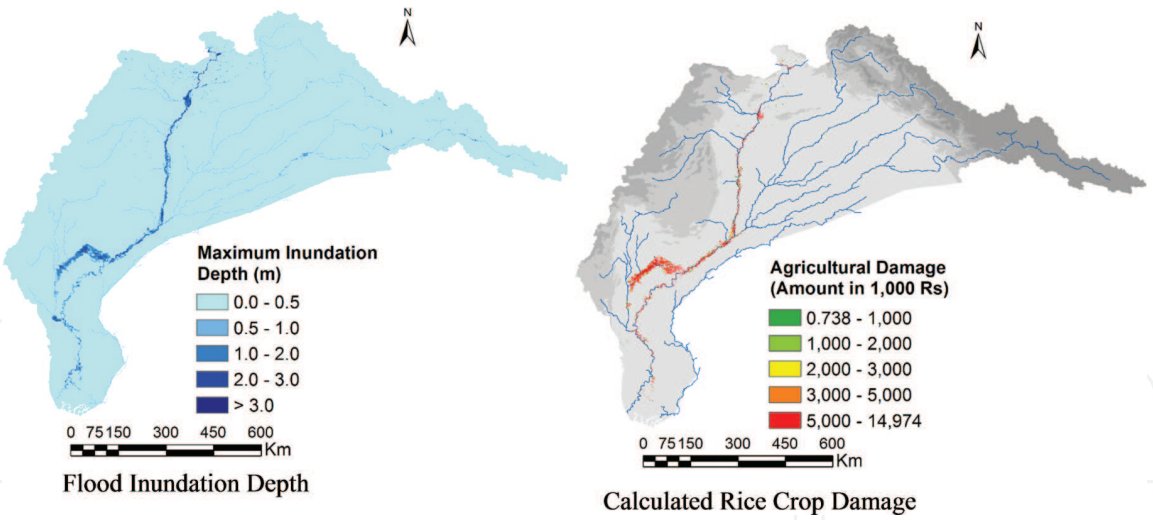 N
Maximum Inundation
Depth (m)
0.0 - 0.5
0.5 - 1.0
1.0 - 2.0
2.0 - 3.0
> 3.0
0 75 150 300 450 600
Km
Flood Inundation Depth
N
Agricultural Damage
(Amount in 1,000 Rs)
0.738 - 1,000
1,000 - 2,000
2,000 - 3,000
3,000 - 5,000
5,000 - 14,974
0 75 150 300 450 600
Km
Calculated Rice Crop Damage